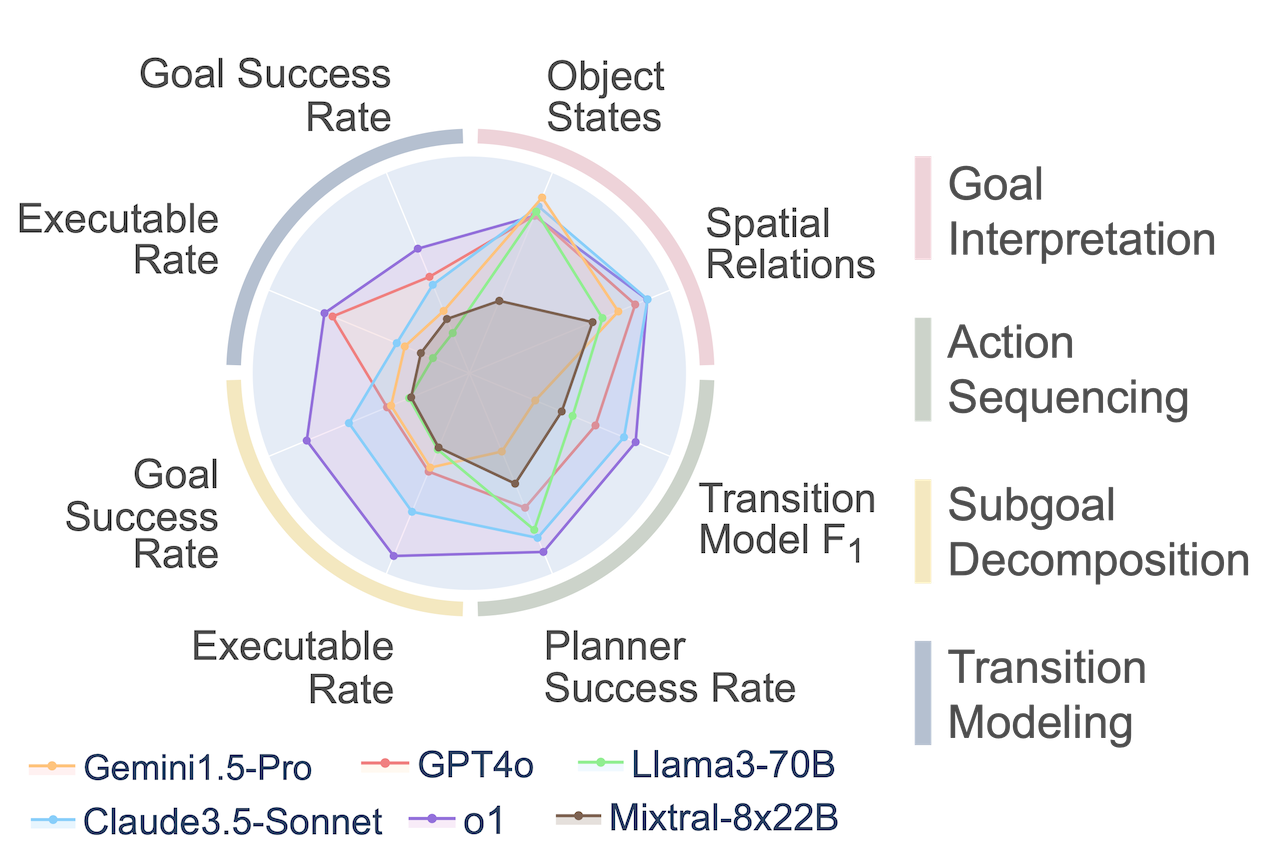 Goal Success
Rate
Object
States
Executable
Rate
Spatial
Relations
Goal
Success
Rate
Transition
Model F1
Executable
Rate
Planner
Success Rate
Goal
Interpretation
Action
Sequencing
Subgoal
Decomposition
Transition
Modeling
Gemini1.5-Pro
GPT4o
Llama3-70B
Claude3.5-Sonnet
o1
Mixtral-8x22B